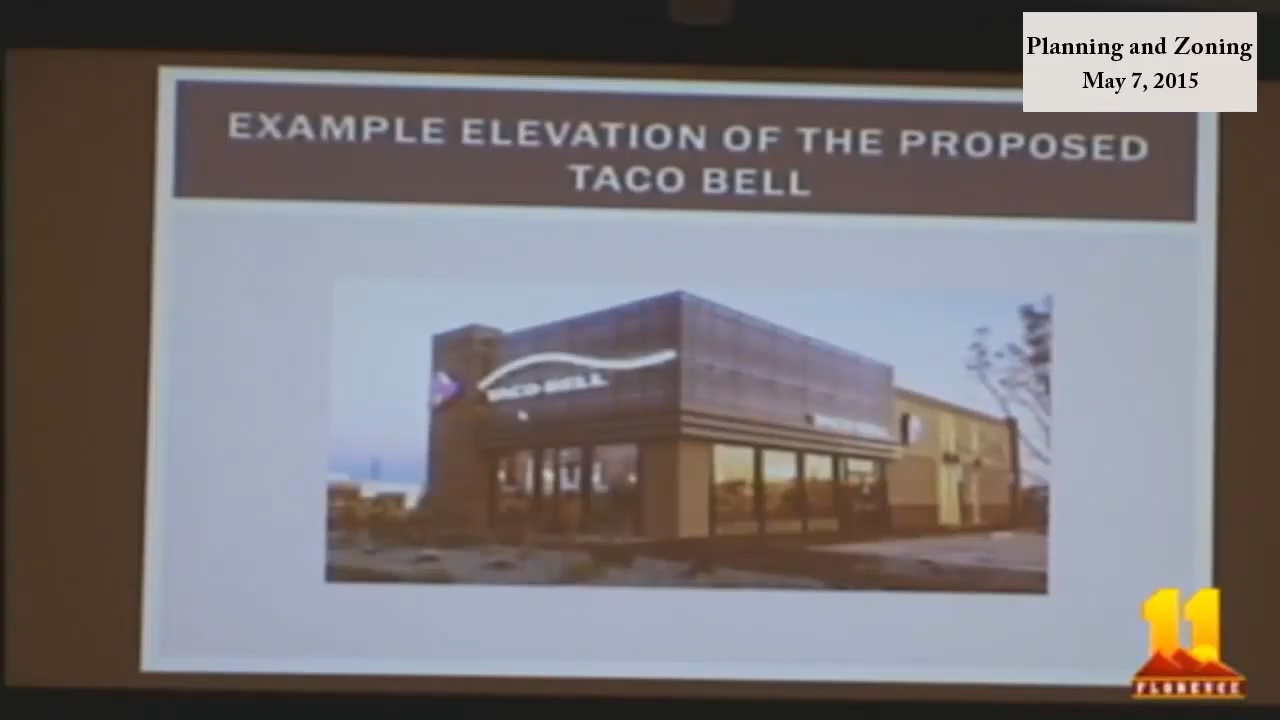 Planning and Zoning
May 7, 2015
EXAMPLE ELEVATION OF THE PROPOSED
TACO BELL
TACO BELL
11
FLORENCE